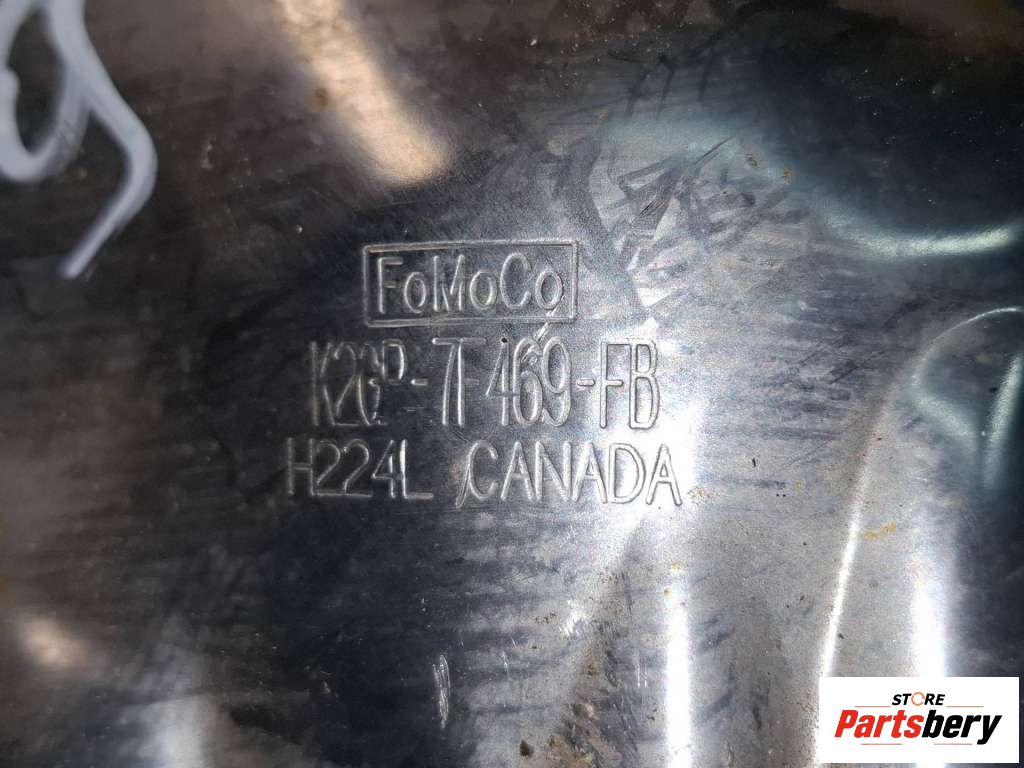 FoMoCo
K2GP-7F469-FB
H224L CANADA
STORE
Partsbery